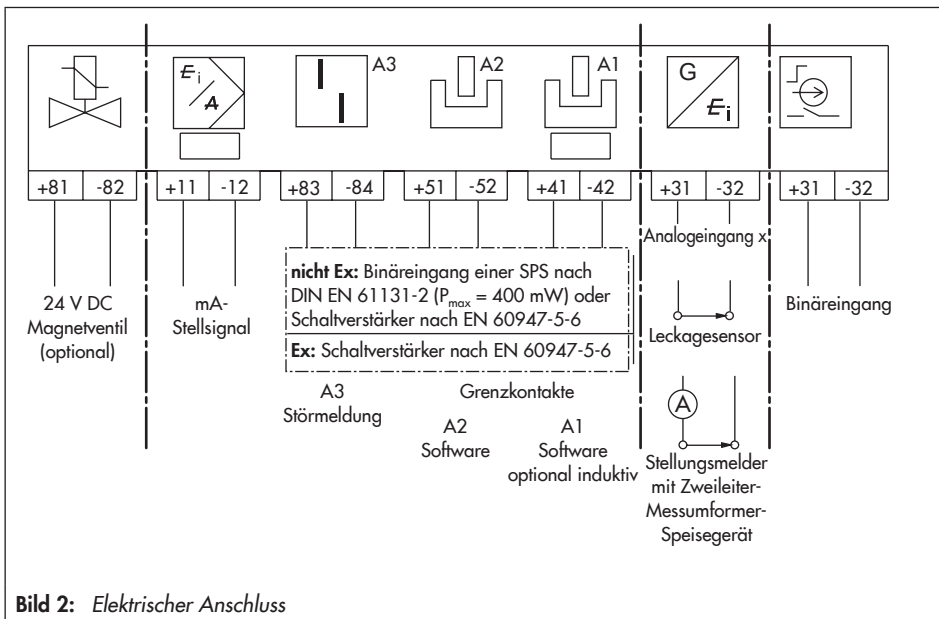 A3
A2
A1
E i
A
G
E i
+81 -82 +11 -12 +83 -84 +51 -52 +41 -42 +31 -32 +31 -32
24 V DC
Magnetventil
(optional)
mA-
Stellsignal
nicht Ex: Binäreingang einer SPS nach
DIN EN 61131-2 (Pmax = 400 mW) oder
Schaltverstärker nach EN 60947-5-6
Ex: Schaltverstärker nach EN 60947-5-6
A3
Störmeldung
Grenzkontakte
A2
Software
A1
Software
optional induktiv
Analogeingang x
Leckagesensor
A
Stellungsmelder
mit Zweileiter-
Messumformer-
Speisegerät
Binäreingang
Bild 2: Elektrischer Anschluss